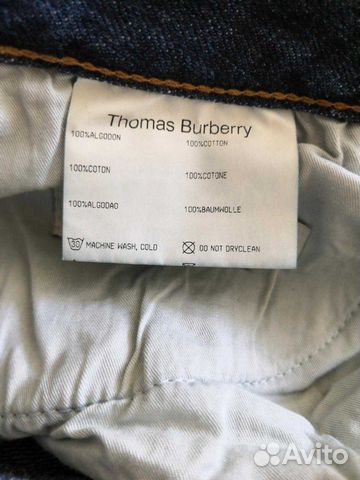 Thomas Burberry
100%ALGODON 100%COTTON
100%COTON 100%COTONE
100%ALGODAO 100%BAUMWOLLE
30 MACHINE WASH, COLD DO NOT DRYCLEAN
Avito